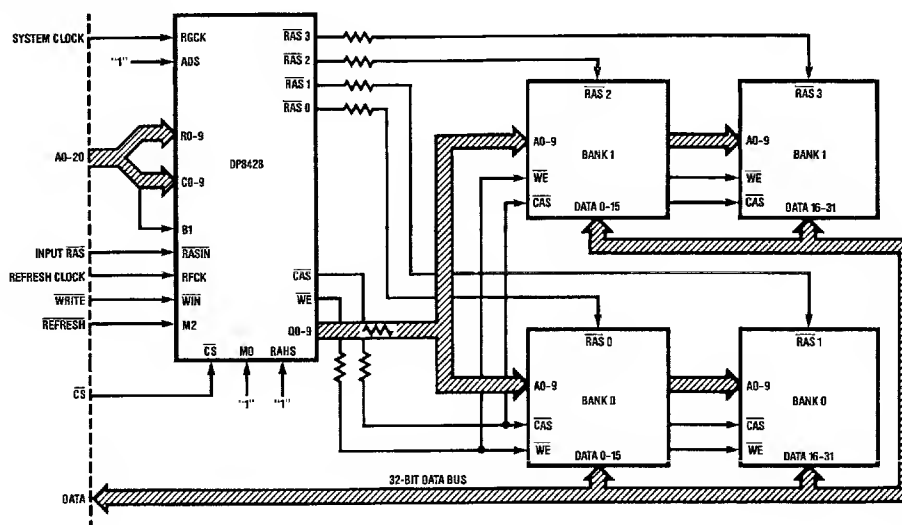 SYSTEM CLOCK
RGCK
"1"
ADS
A0-20
R0-9
DP8428
C0-9
B1
INPUT RAS
RASIN
REFRESH CLOCK
RFCK
WRITE
WIN
REFRESH
M2
CS
M0
RAHS
CS
"1"
"1"
RAS 3
RAS 2
RAS 1
RAS 0
CAS
WE
Q0-9
RAS 2
A0-9
BANK 1
WE
CAS
DATA 0-15
RAS 3
A0-9
BANK 1
WE
CAS
DATA 16-31
RAS 0
A0-9
BANK 0
CAS
WE
DATA 0-15
RAS 1
A0-9
BANK 0
CAS
WE
DATA 16-31
32-BIT DATA BUS
DATA